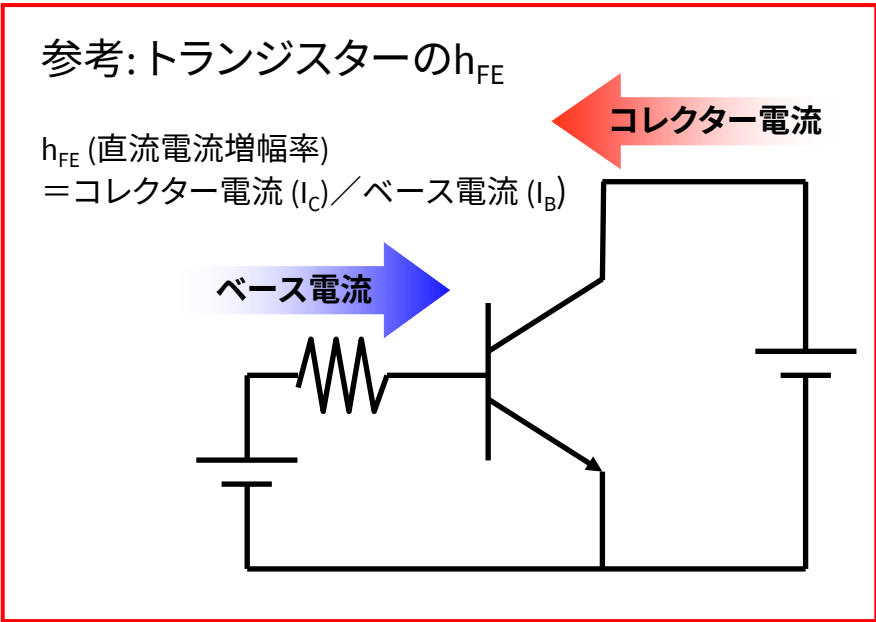 参考:トランジスターのhFE
コレクター電流
hFE (直流電流増幅率)
＝コレクター電流 (IC)／ベース電流 (IB)
ベース電流